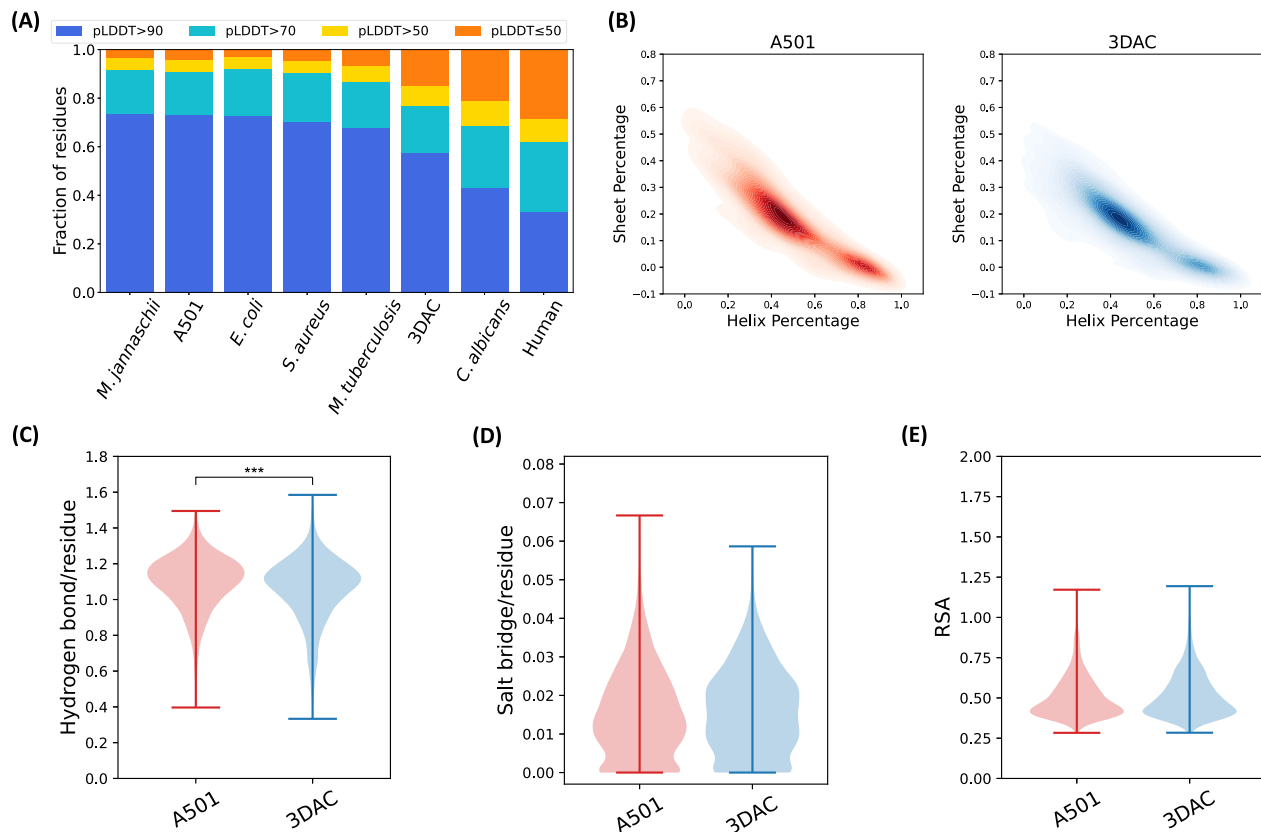 (A)
pLDDT>90 pLDDT>70 pLDDT>50 pLDDT≤50
Fraction of residues
1.0
0.8
0.6
0.4
0.2
0.0
M. jannaschii
A501
E. coli
S. aureus
M. tuberculosis
3DAC
C. albicans
Human
(B)
A501
Sheet Percentage
0.8
0.7
0.6
0.5
0.4
0.3
0.2
0.1
0.0
−0.1
0.0 0.2 0.4 0.6 0.8 1.0
Helix Percentage
3DAC
Sheet Percentage
0.8
0.7
0.6
0.5
0.4
0.3
0.2
0.1
0.0
−0.1
0.0 0.2 0.4 0.6 0.8 1.0
Helix Percentage
(C)
Hydrogen bond/residue
1.8
1.6
1.4
1.2
1.0
0.8
0.6
0.4
0.2
0.0
***
A501 3DAC
(D)
Salt bridge/residue
0.08
0.07
0.06
0.05
0.04
0.03
0.02
0.01
0.00
A501 3DAC
(E)
RSA
2.00
1.75
1.50
1.25
1.00
0.75
0.50
0.25
0.00
A501 3DAC